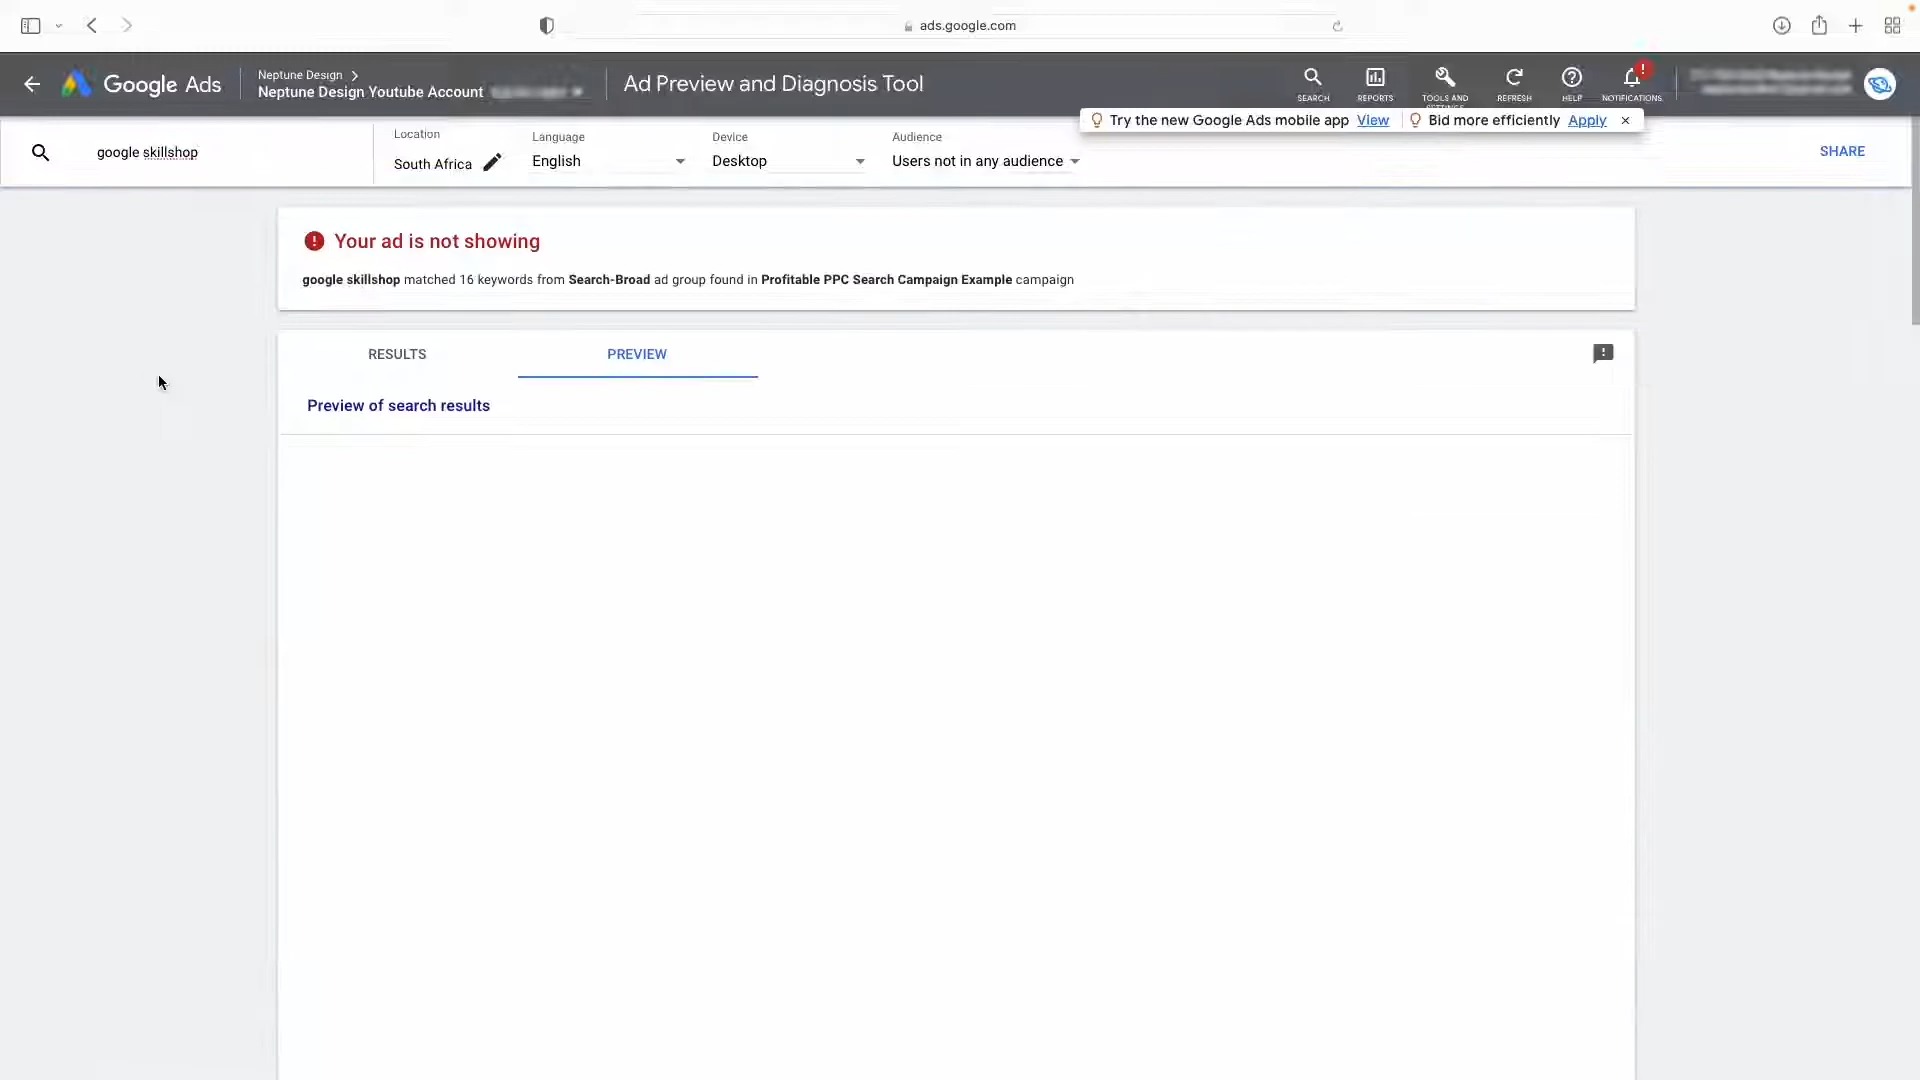 ads.google.com
Google Ads
Neptune Design
Neptune Design Youtube Account
Ad Preview and Diagnosis Tool
SEARCH
REPORTS
TOOLS AND
SETTINGS
REFRESH
HELP
NOTIFICATIONS
!
Try the new Google Ads mobile app View
Bid more efficiently Apply
google skillshop
Location
South Africa
Language
English
Device
Desktop
Audience
Users not in any audience
SHARE
Your ad is not showing
google skillshop matched 16 keywords from Search-Broad ad group found in Profitable PPC Search Campaign Example campaign
RESULTS
PREVIEW
Preview of search results